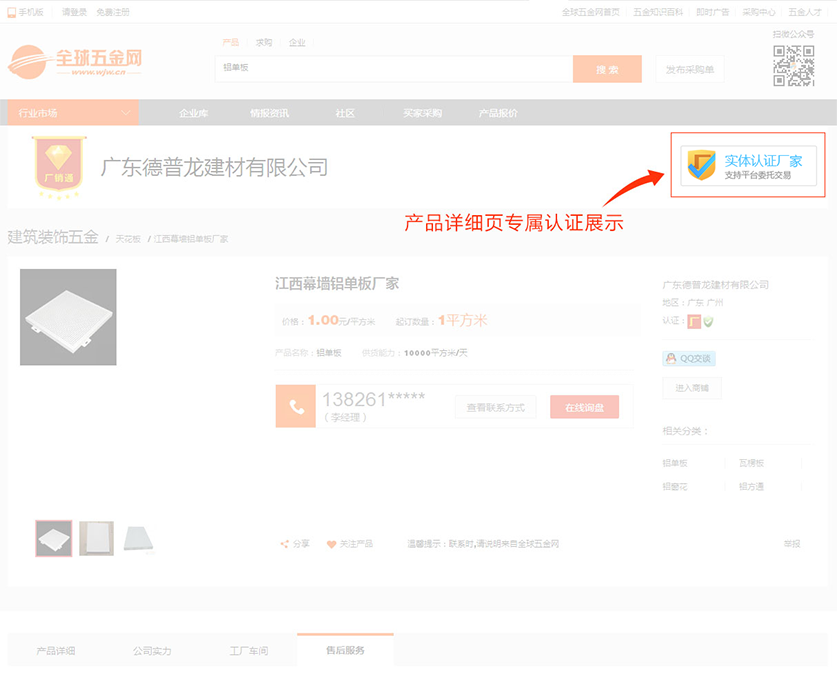 手机版 请登录 免费注册 全球五金网首页 五金知识百科 即时广告 采购中心 五金人才
扫微公众号
产品 求购 企业
全球五金网
www.wjw.cn
铝单板 搜索 发布采购单
行业市场 企业库 情报资讯 社区 买家采购 产品报价
厂销通
广东德普龙建材有限公司
实体认证厂家
支持平台委托交易
产品详细页专属认证展示
建筑装饰五金 / 天花板 / 江西幕墙铝单板厂家
江西幕墙铝单板厂家
价格：1.00元/平方米 起订数量：1平方米
产品名称：铝单板 供货能力：10000平方米/天
138261*****
（李经理）
查看联系方式 在线询盘
广东德普龙建材有限公司
地区：广东 广州
认证：
QQ交谈
进入商铺
相关分类：
铝单板 瓦楞板
铝窗花 铝方通
分享 关注产品 温馨提示：联系时,请说明来自全球五金网 举报
产品详细 公司实力 工厂车间 售后服务